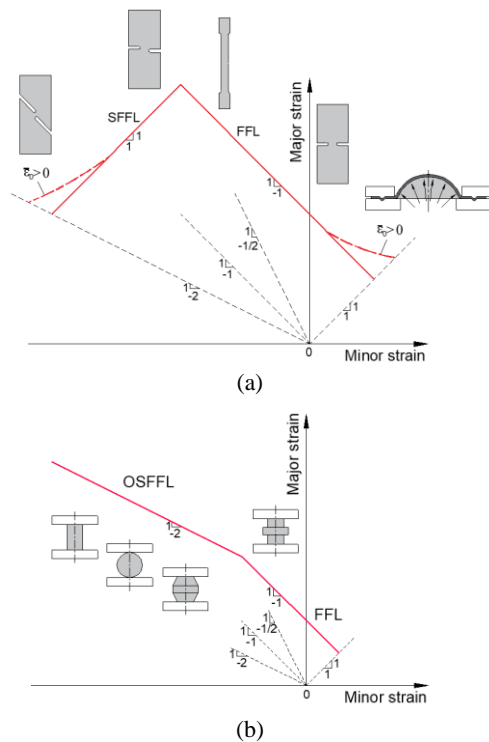 SFFL
1
1
FFL
1
-1
Major strain
ε̄₀>0
ε̄₀>0
1
-1/2
1
-1
1
-2
1
1
0
Minor strain
(a)
OSFFL
1
-2
Major strain
1
-1
FFL
1
-1/2
1
-1
1
-2
1
1
0
Minor strain
(b)